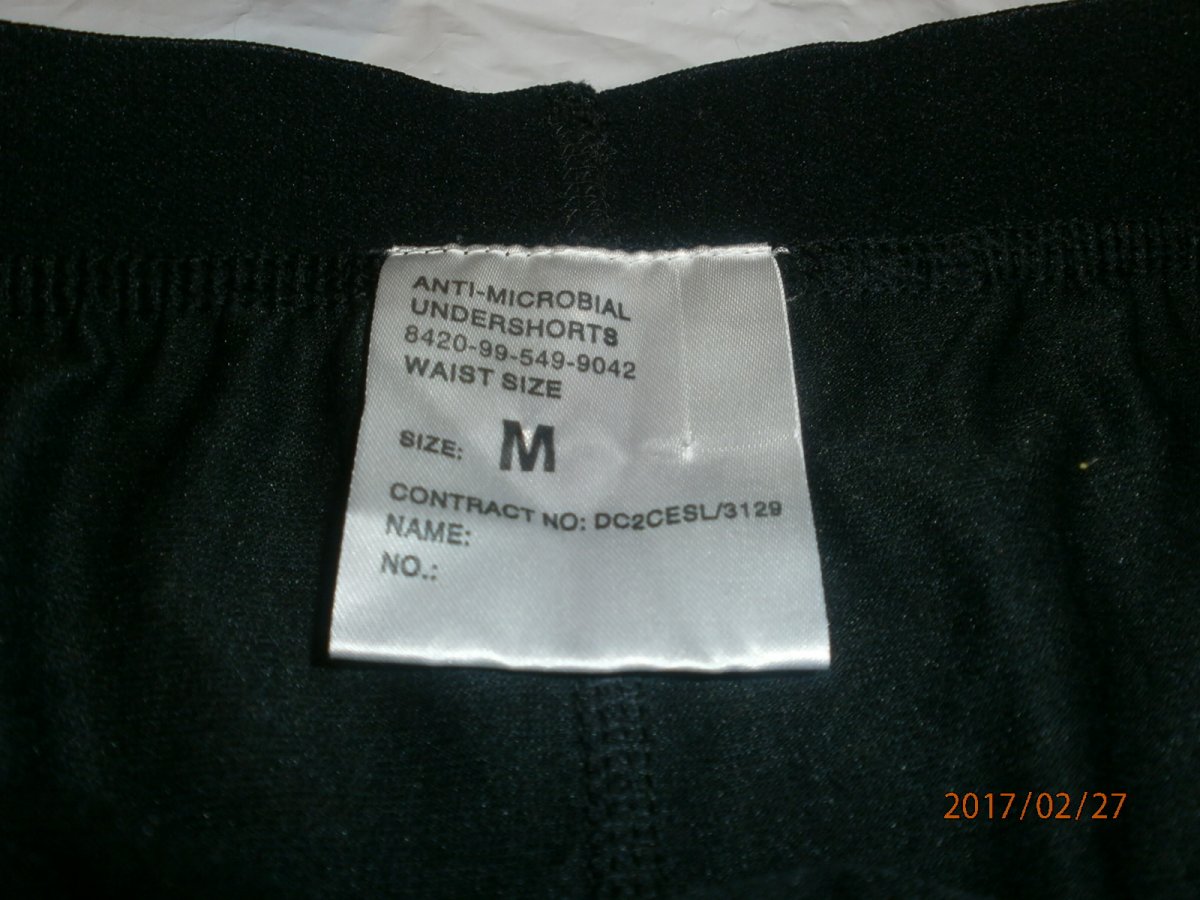 ANTI-MICROBIAL
UNDERSHORTS
8420-99-549-9042
WAIST SIZE
SIZE: M
CONTRACT NO: DC2CESL/3129
NAME:
NO.:
2017/02/27